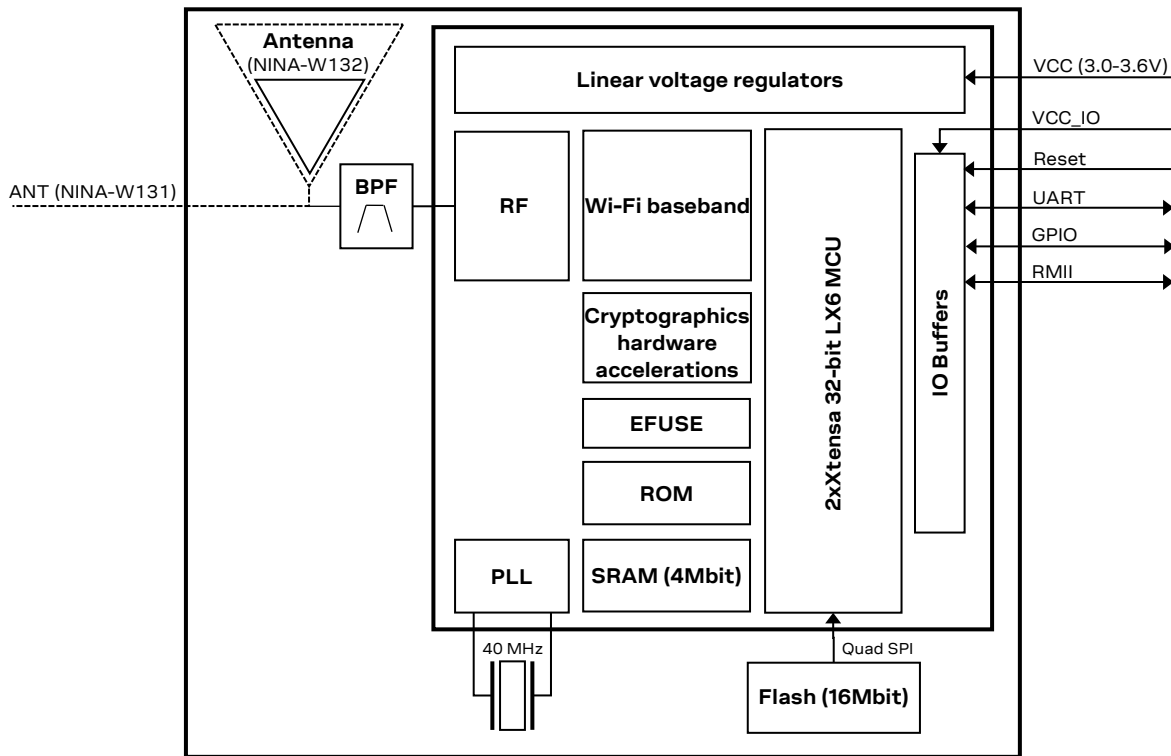 Antenna
(NINA-W132)
Linear voltage regulators
VCC (3.0-3.6V)
VCC_IO
Reset
UART
GPIO
RMII
ANT (NINA-W131)
BPF
RF
Wi-Fi baseband
2xXtensa 32-bit LX6 MCU
IO Buffers
Cryptographics
hardware
accelerations
EFUSE
ROM
PLL
SRAM (4Mbit)
40 MHz
Quad SPI
Flash (16Mbit)